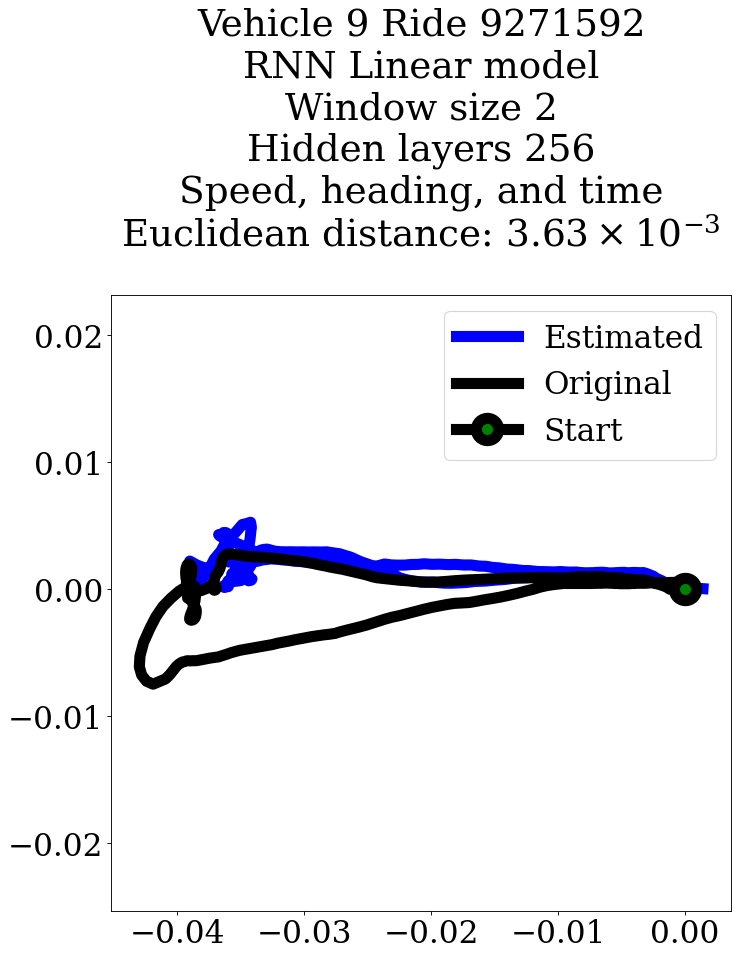 Vehicle 9 Ride 9271592
RNN Linear model
Window size 2
Hidden layers 256
Speed, heading, and time
Euclidean distance: 3.63 × 10⁻³
Estimated
Original
Start
0.02
0.01
0.00
−0.01
−0.02
−0.04 −0.03 −0.02 −0.01 0.00